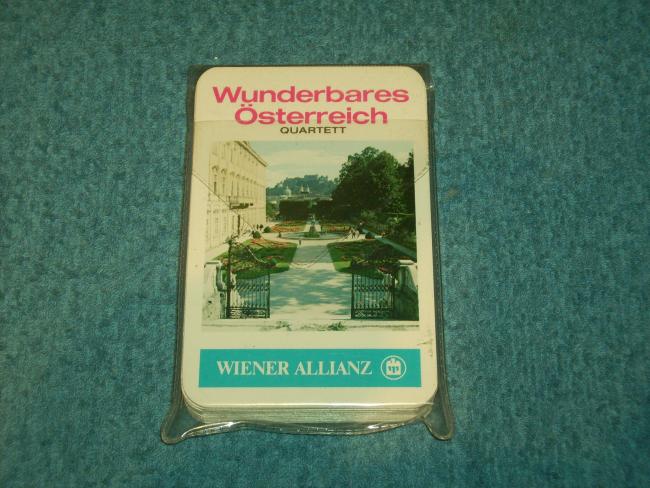 Wunderbares
Österreich
QUARTETT
WIENER ALLIANZ